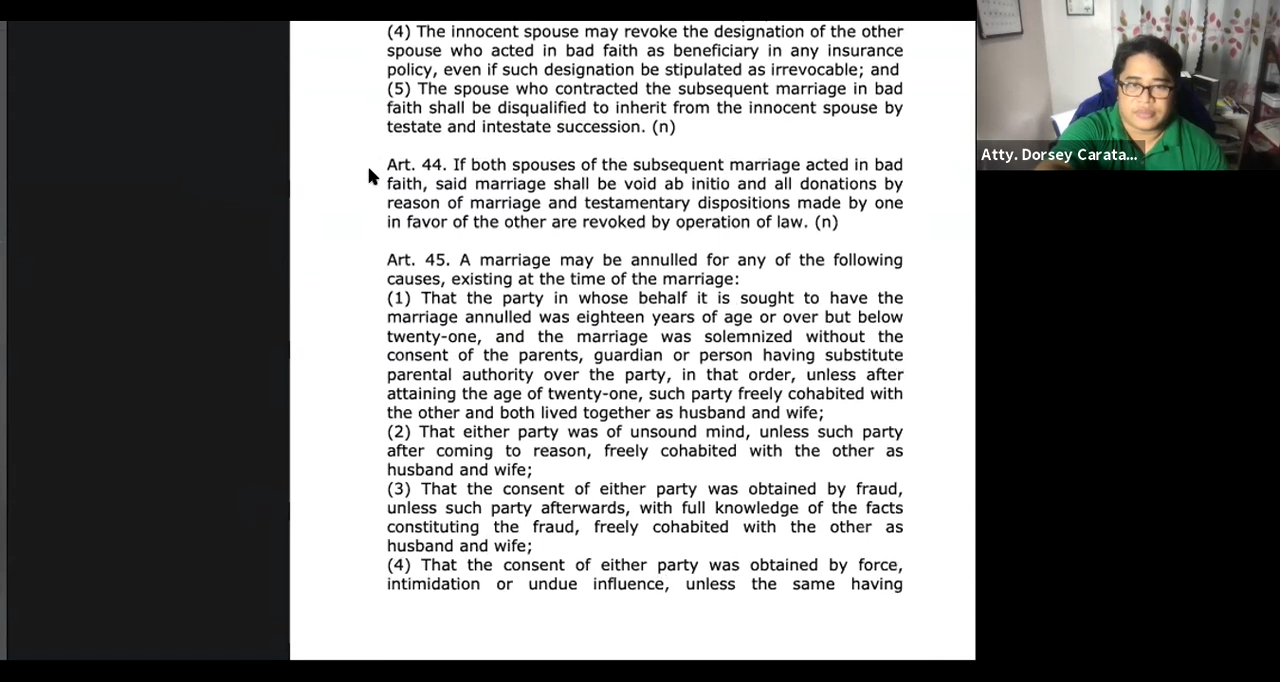 (4) The innocent spouse may revoke the designation of the other
spouse who acted in bad faith as beneficiary in any insurance
policy, even if such designation be stipulated as irrevocable; and
(5) The spouse who contracted the subsequent marriage in bad
faith shall be disqualified to inherit from the innocent spouse by
testate and intestate succession. (n)
Art. 44. If both spouses of the subsequent marriage acted in bad
faith, said marriage shall be void ab initio and all donations by
reason of marriage and testamentary dispositions made by one
in favor of the other are revoked by operation of law. (n)
Art. 45. A marriage may be annulled for any of the following
causes, existing at the time of the marriage:
(1) That the party in whose behalf it is sought to have the
marriage annulled was eighteen years of age or over but below
twenty-one, and the marriage was solemnized without the
consent of the parents, guardian or person having substitute
parental authority over the party, in that order, unless after
attaining the age of twenty-one, such party freely cohabited with
the other and both lived together as husband and wife;
(2) That either party was of unsound mind, unless such party
after coming to reason, freely cohabited with the other as
husband and wife;
(3) That the consent of either party was obtained by fraud,
unless such party afterwards, with full knowledge of the facts
constituting the fraud, freely cohabited with the other as
husband and wife;
(4) That the consent of either party was obtained by force,
intimidation or undue influence, unless the same having
Atty. Dorsey Carata...